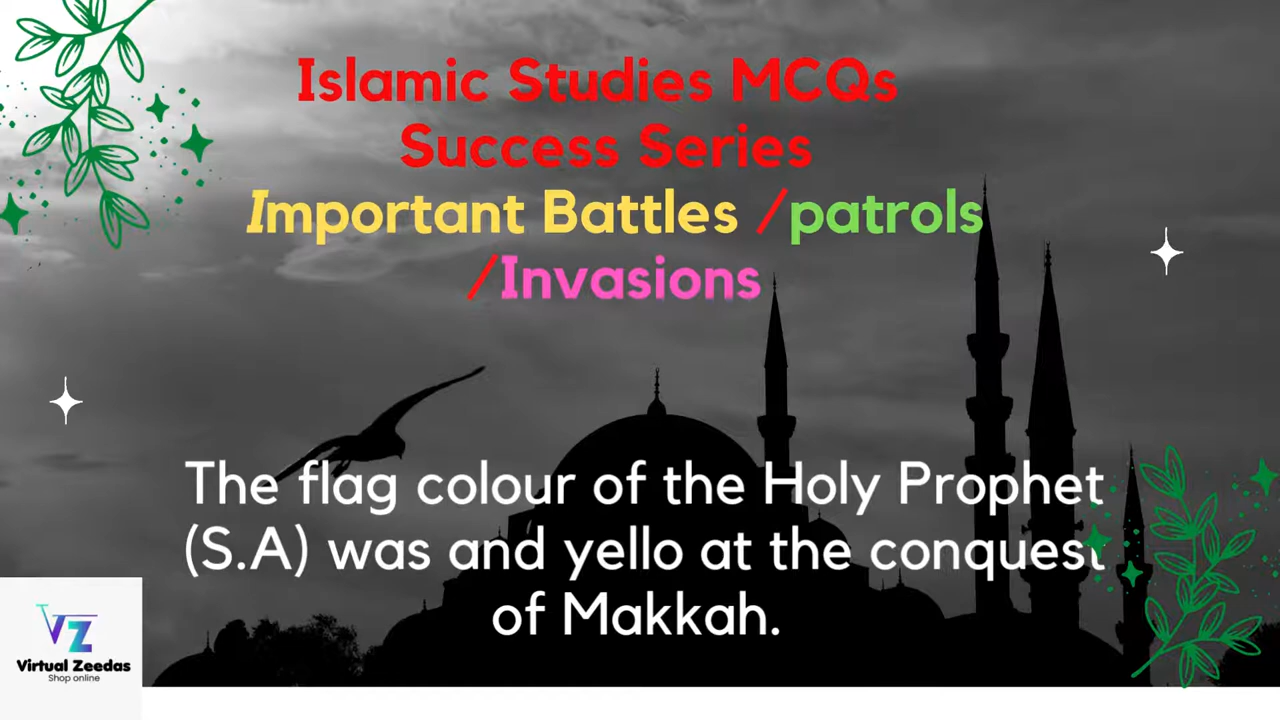 Islamic Studies MCQs
Success Series
Important Battles /patrols
/Invasions
The flag colour of the Holy Prophet
(S.A) was and yello at the conquest
of Makkah.
VZ
Virtual Zeedas
Shop online